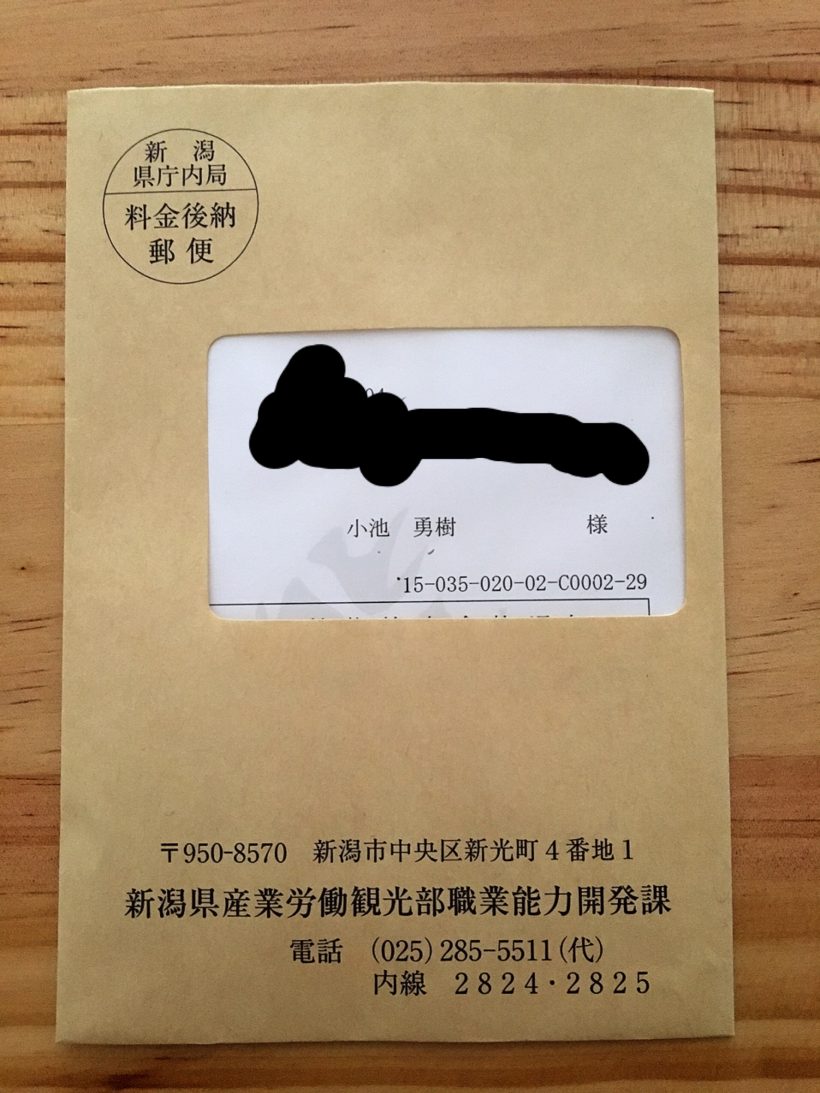 新潟
県庁内局
料金後納
郵便
小池　勇樹　様
15-035-020-02-C0002-29
〒950-8570　新潟市中央区新光町4番地1
新潟県産業労働観光部職業能力開発課
電話　(025)285-5511(代)
内線　2824・2825